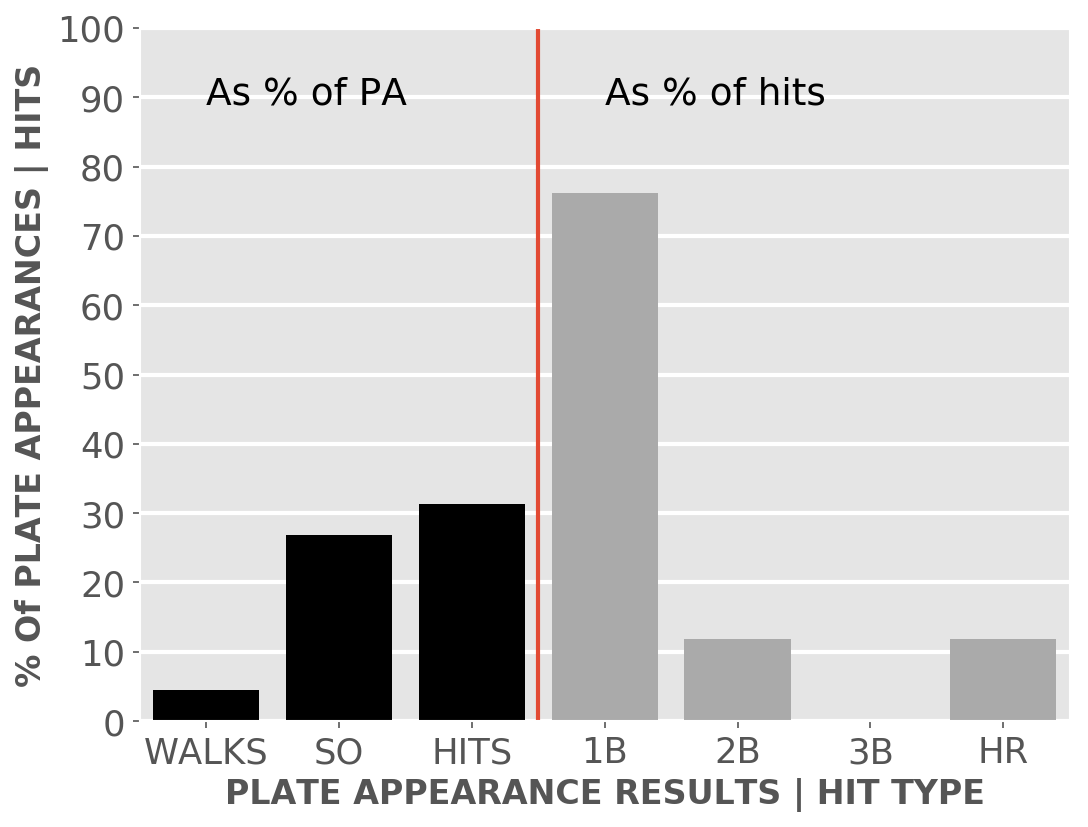 % Of PLATE APPEARANCES | HITS
100
90
80
70
60
50
40
30
20
10
0
As % of PA
As % of hits
WALKS SO HITS 1B 2B 3B HR
PLATE APPEARANCE RESULTS | HIT TYPE